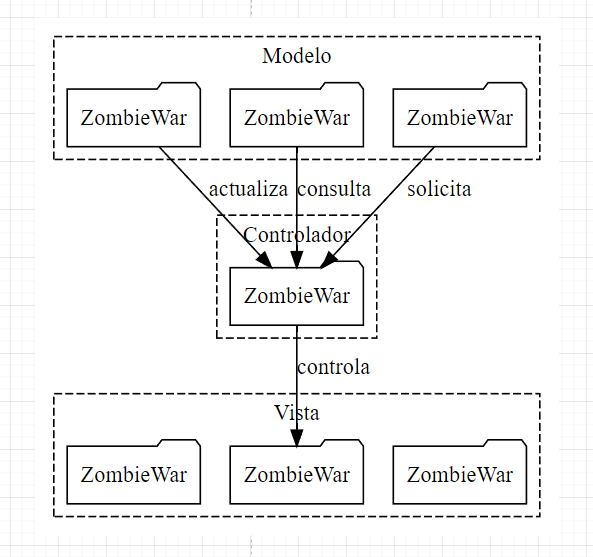 Modelo
ZombieWar ZombieWar ZombieWar
actualiza consulta solicita
Controlador
ZombieWar
controla
Vista
ZombieWar ZombieWar ZombieWar